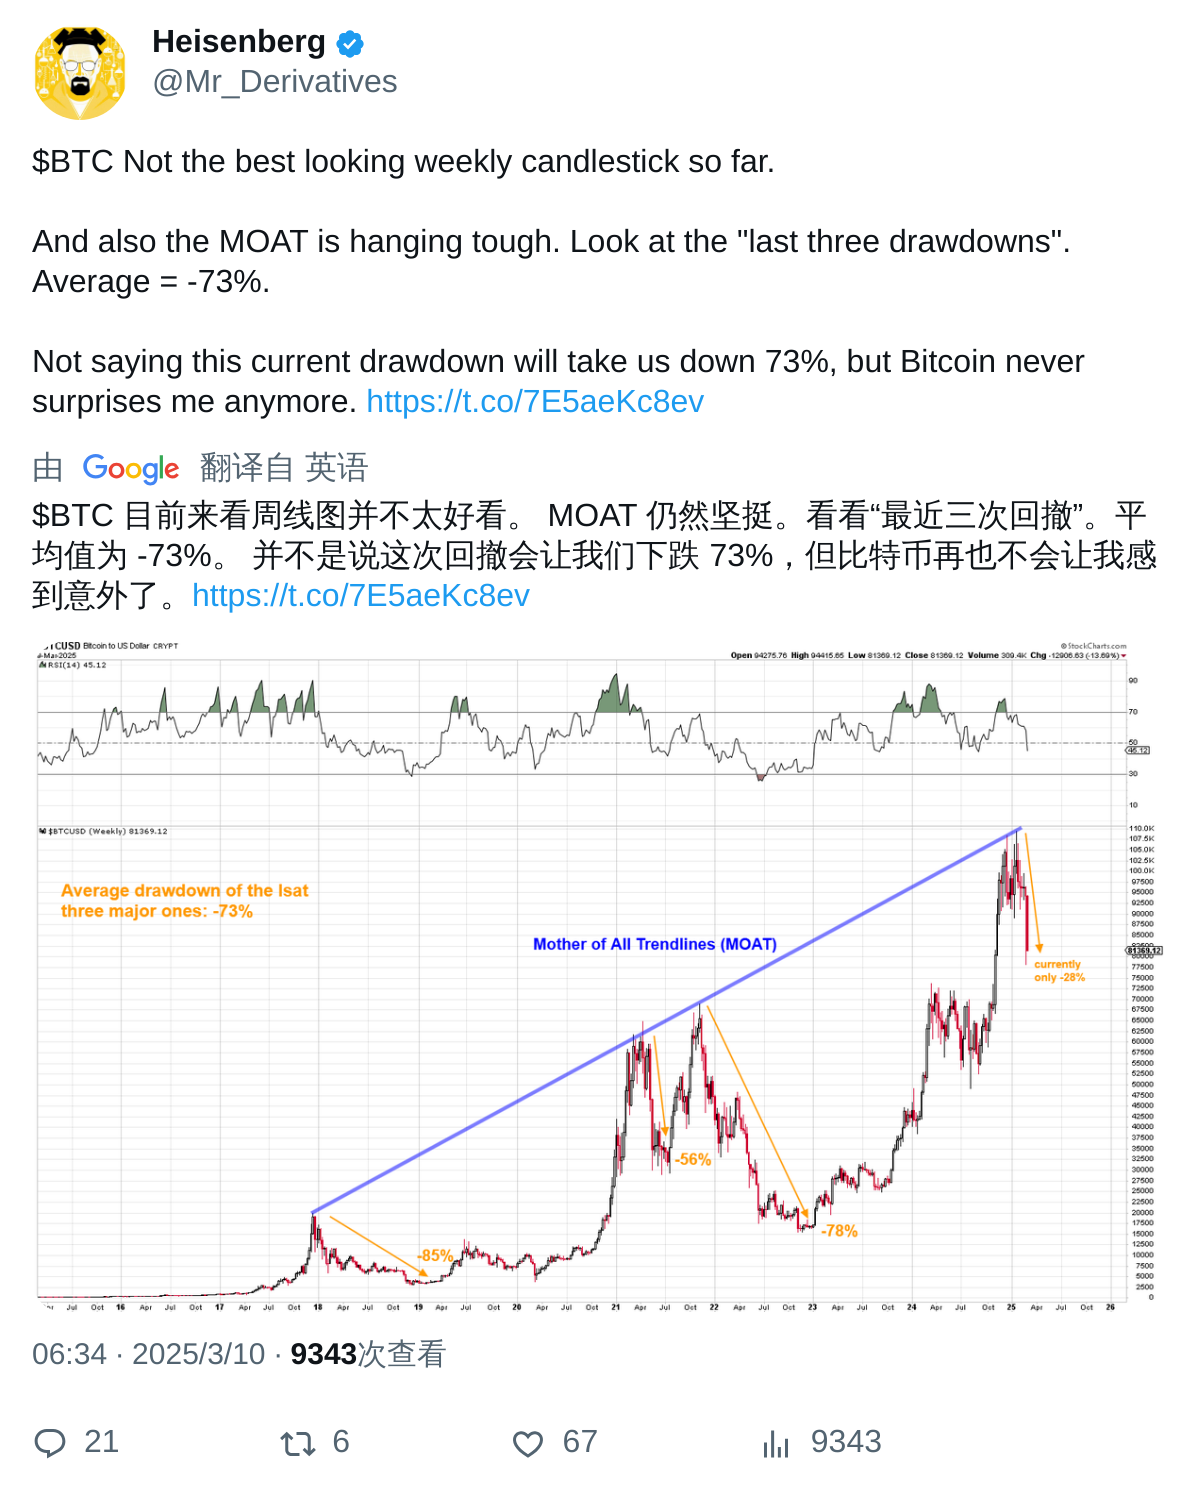 Heisenberg
@Mr_Derivatives
$BTC Not the best looking weekly candlestick so far.
And also the MOAT is hanging tough. Look at the "last three drawdowns".
Average = -73%.
Not saying this current drawdown will take us down 73%, but Bitcoin never
surprises me anymore. https://t.co/7E5aeKc8ev
由 Google 翻译自 英语
$BTC 目前来看周线图并不太好看。 MOAT 仍然坚挺。看看“最近三次回撤”。平
均值为 -73%。 并不是说这次回撤会让我们下跌 73%，但比特币再也不会让我感
到意外了。https://t.co/7E5aeKc8ev
CUSD Bitcoin to US Dollar CRYPT
© StockCharts.com
-Mar-2025
Open 94275.76 High 94415.65 Low 81369.12 Close 81369.12 Volume 309.4K Chg -12906.63 (-13.69%)
RSI(14) 45.12
90
70
50
45.12
30
10
$BTCUSD (Weekly) 81369.12
110.0K
107.5K
105.0K
102.5K
100.0K
97500
95000
92500
90000
87500
85000
81369.12
77500
75000
72500
70000
67500
65000
62500
60000
57500
55000
52500
50000
47500
45000
42500
40000
37500
35000
32500
30000
27500
25000
22500
20000
17500
15000
12500
10000
7500
5000
2500
0
Average drawdown of the lsat
three major ones: -73%
Mother of All Trendlines (MOAT)
currently
only -28%
-56%
-78%
-85%
Jul Oct 16 Apr Jul Oct 17 Apr Jul Oct 18 Apr Jul Oct 19 Apr Jul Oct 20 Apr Jul Oct 21 Apr Jul Oct 22 Apr Jul Oct 23 Apr Jul Oct 24 Apr Jul Oct 25 Apr Jul Oct 26
06:34 · 2025/3/10 · 9343次查看
21 6 67 9343